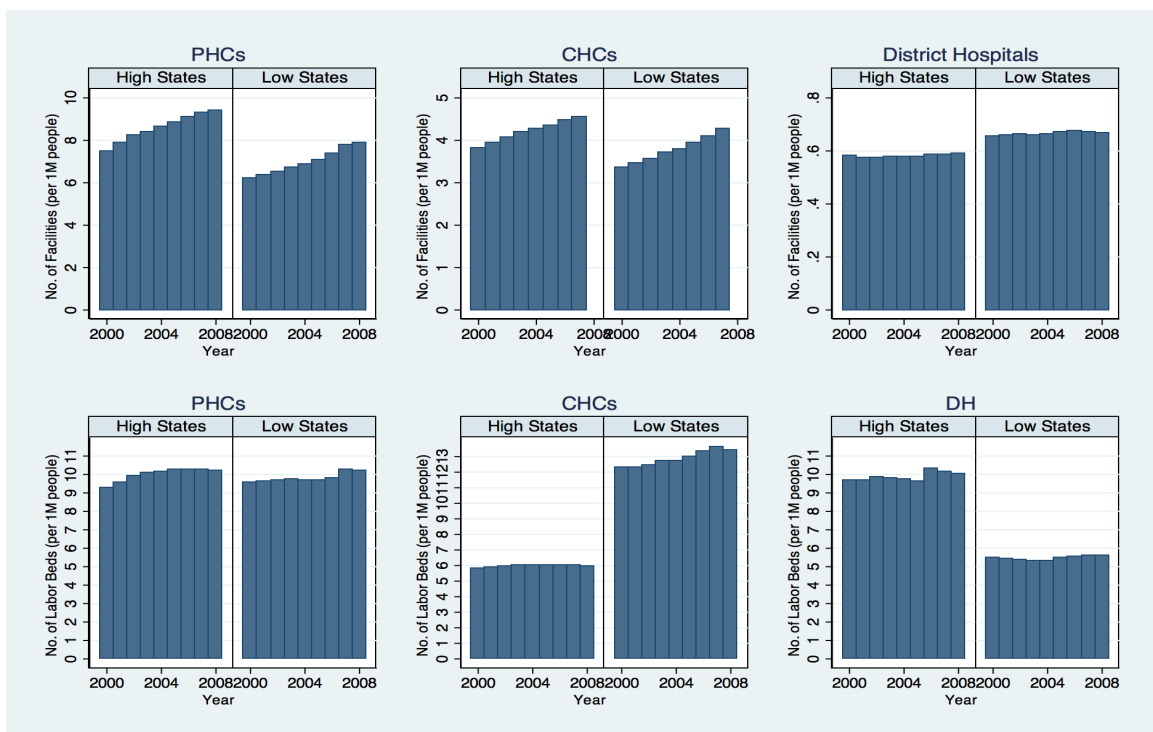 PHCs
High States Low States
No. of Facilities (per 1M people)
0 2 4 6 8 10
2000 2004 2008 2000 2004 2008
Year
CHCs
High States Low States
No. of Facilities (per 1M people)
0 1 2 3 4 5
2000 2004 2008 2000 2004 2008
Year
District Hospitals
High States Low States
No. of Facilities (per 1M people)
0 .2 .4 .6 .8
2000 2004 2008 2000 2004 2008
Year
PHCs
High States Low States
No. of Labor Beds (per 1M people)
0 1 2 3 4 5 6 7 8 9 10 11
2000 2004 2008 2000 2004 2008
Year
CHCs
High States Low States
No. of Labor Beds (per 1M people)
0 1 2 3 4 5 6 7 8 9 10 11 12 13
2000 2004 2008 2000 2004 2008
Year
DH
High States Low States
No. of Labor Beds (per 1M people)
0 1 2 3 4 5 6 7 8 9 10 11
2000 2004 2008 2000 2004 2008
Year